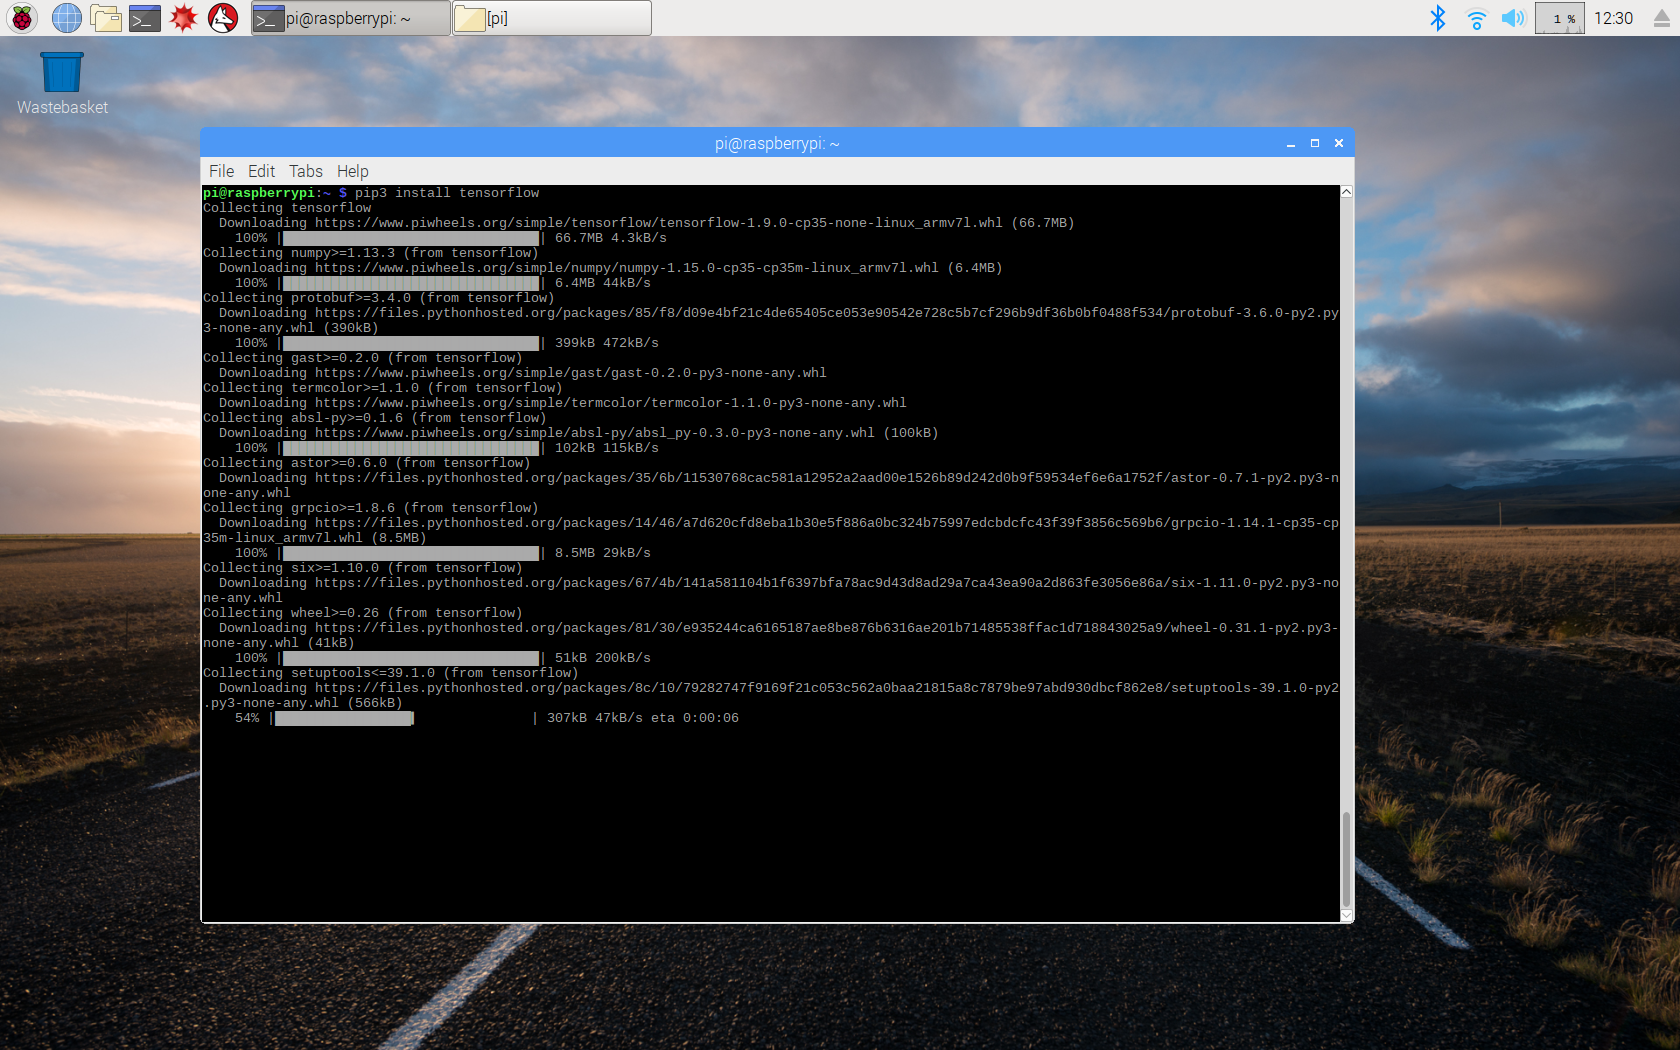 pi@raspberrypi: ~
[pi]
1 %
12:30
Wastebasket
pi@raspberrypi: ~
File Edit Tabs Help
pi@raspberrypi:~ $ pip3 install tensorflow
Collecting tensorflow
  Downloading https://www.piwheels.org/simple/tensorflow/tensorflow-1.9.0-cp35-none-linux_armv7l.whl (66.7MB)
    100% |████████████████████████████████| 66.7MB 4.3kB/s
Collecting numpy>=1.13.3 (from tensorflow)
  Downloading https://www.piwheels.org/simple/numpy/numpy-1.15.0-cp35-cp35m-linux_armv7l.whl (6.4MB)
    100% |████████████████████████████████| 6.4MB 44kB/s
Collecting protobuf>=3.4.0 (from tensorflow)
  Downloading https://files.pythonhosted.org/packages/85/f8/d09e4bf21c4de65405ce053e90542e728c5b7cf296b9df36b0bf0488f534/protobuf-3.6.0-py2.py
3-none-any.whl (390kB)
    100% |████████████████████████████████| 399kB 472kB/s
Collecting gast>=0.2.0 (from tensorflow)
  Downloading https://www.piwheels.org/simple/gast/gast-0.2.0-py3-none-any.whl
Collecting termcolor>=1.1.0 (from tensorflow)
  Downloading https://www.piwheels.org/simple/termcolor/termcolor-1.1.0-py3-none-any.whl
Collecting absl-py>=0.1.6 (from tensorflow)
  Downloading https://www.piwheels.org/simple/absl-py/absl_py-0.3.0-py3-none-any.whl (100kB)
    100% |████████████████████████████████| 102kB 115kB/s
Collecting astor>=0.6.0 (from tensorflow)
  Downloading https://files.pythonhosted.org/packages/35/6b/11530768cac581a12952a2aad00e1526b89d242d0b9f59534ef6e6a1752f/astor-0.7.1-py2.py3-n
one-any.whl
Collecting grpcio>=1.8.6 (from tensorflow)
  Downloading https://files.pythonhosted.org/packages/14/46/a7d620cfd8eba1b30e5f886a0bc324b75997edcbdcfc43f39f3856c569b6/grpcio-1.14.1-cp35-cp
35m-linux_armv7l.whl (8.5MB)
    100% |████████████████████████████████| 8.5MB 29kB/s
Collecting six>=1.10.0 (from tensorflow)
  Downloading https://files.pythonhosted.org/packages/67/4b/141a581104b1f6397bfa78ac9d43d8ad29a7ca43ea90a2d863fe3056e86a/six-1.11.0-py2.py3-no
ne-any.whl
Collecting wheel>=0.26 (from tensorflow)
  Downloading https://files.pythonhosted.org/packages/81/30/e935244ca6165187ae8be876b6316ae201b71485538ffac1d718843025a9/wheel-0.31.1-py2.py3-
none-any.whl (41kB)
    100% |████████████████████████████████| 51kB 200kB/s
Collecting setuptools<=39.1.0 (from tensorflow)
  Downloading https://files.pythonhosted.org/packages/8c/10/79282747f9169f21c053c562a0baa21815a8c7879be97abd930dbcf862e8/setuptools-39.1.0-py2
.py3-none-any.whl (566kB)
    54% |█████████████████▍              | 307kB 47kB/s eta 0:00:06